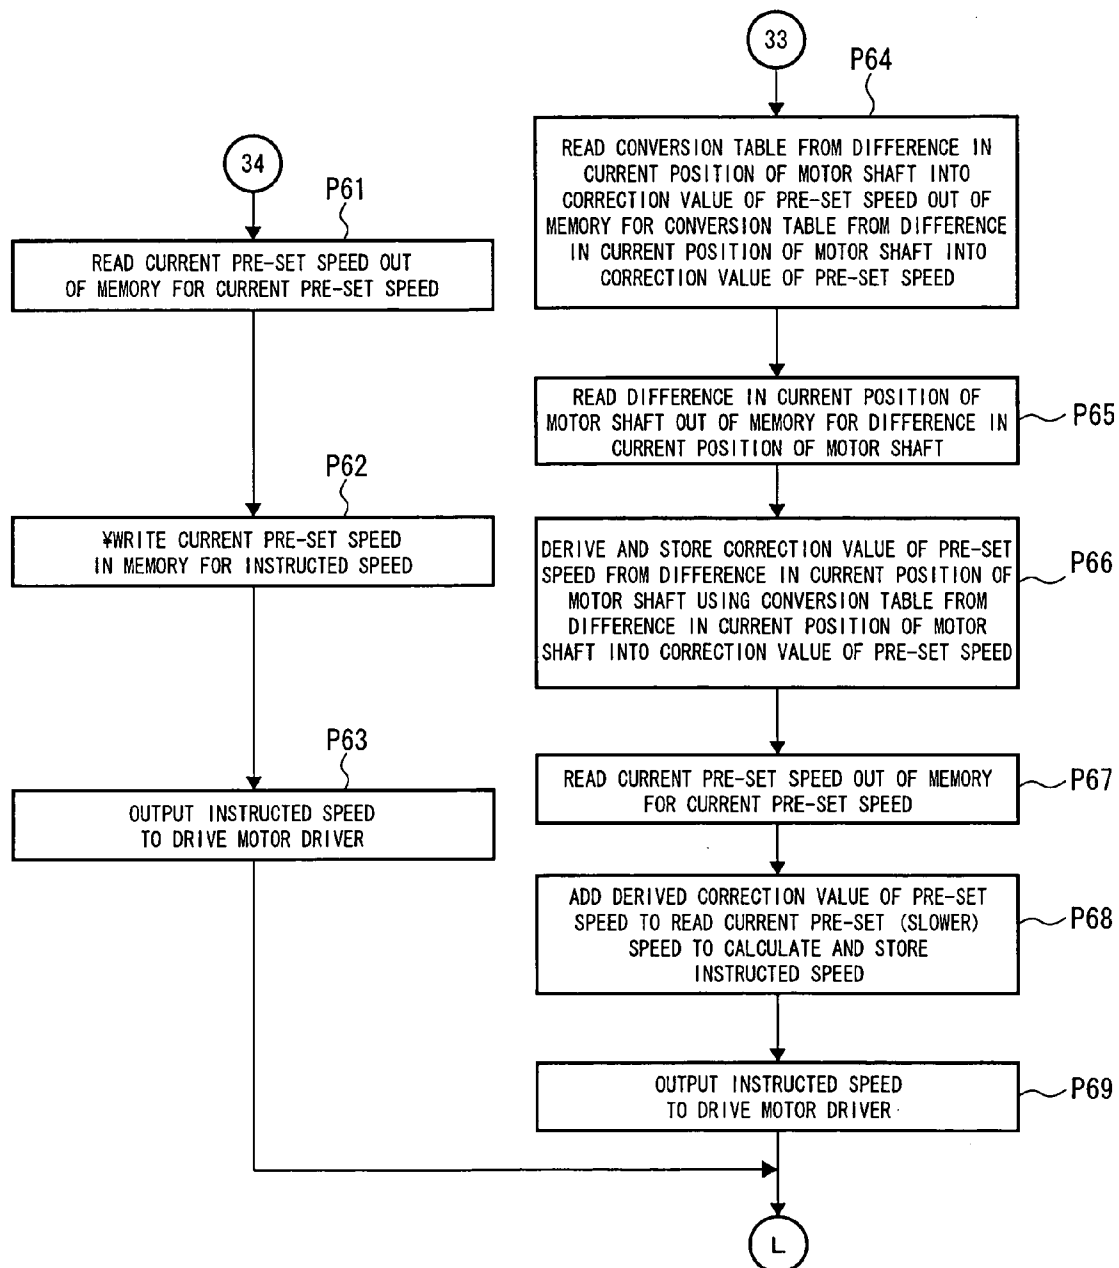 34
P61
READ CURRENT PRE-SET SPEED OUT
OF MEMORY FOR CURRENT PRE-SET SPEED
P62
¥WRITE CURRENT PRE-SET SPEED
IN MEMORY FOR INSTRUCTED SPEED
P63
OUTPUT INSTRUCTED SPEED
TO DRIVE MOTOR DRIVER
33
P64
READ CONVERSION TABLE FROM DIFFERENCE IN
CURRENT POSITION OF MOTOR SHAFT INTO
CORRECTION VALUE OF PRE-SET SPEED OUT OF
MEMORY FOR CONVERSION TABLE FROM DIFFERENCE
IN CURRENT POSITION OF MOTOR SHAFT INTO
CORRECTION VALUE OF PRE-SET SPEED
READ DIFFERENCE IN CURRENT POSITION OF
MOTOR SHAFT OUT OF MEMORY FOR DIFFERENCE IN
CURRENT POSITION OF MOTOR SHAFT
P65
DERIVE AND STORE CORRECTION VALUE OF PRE-SET
SPEED FROM DIFFERENCE IN CURRENT POSITION OF
MOTOR SHAFT USING CONVERSION TABLE FROM
DIFFERENCE IN CURRENT POSITION OF MOTOR
SHAFT INTO CORRECTION VALUE OF PRE-SET SPEED
P66
READ CURRENT PRE-SET SPEED OUT OF MEMORY
FOR CURRENT PRE-SET SPEED
P67
ADD DERIVED CORRECTION VALUE OF PRE-SET
SPEED TO READ CURRENT PRE-SET (SLOWER)
SPEED TO CALCULATE AND STORE
INSTRUCTED SPEED
P68
OUTPUT INSTRUCTED SPEED
TO DRIVE MOTOR DRIVER
P69
L